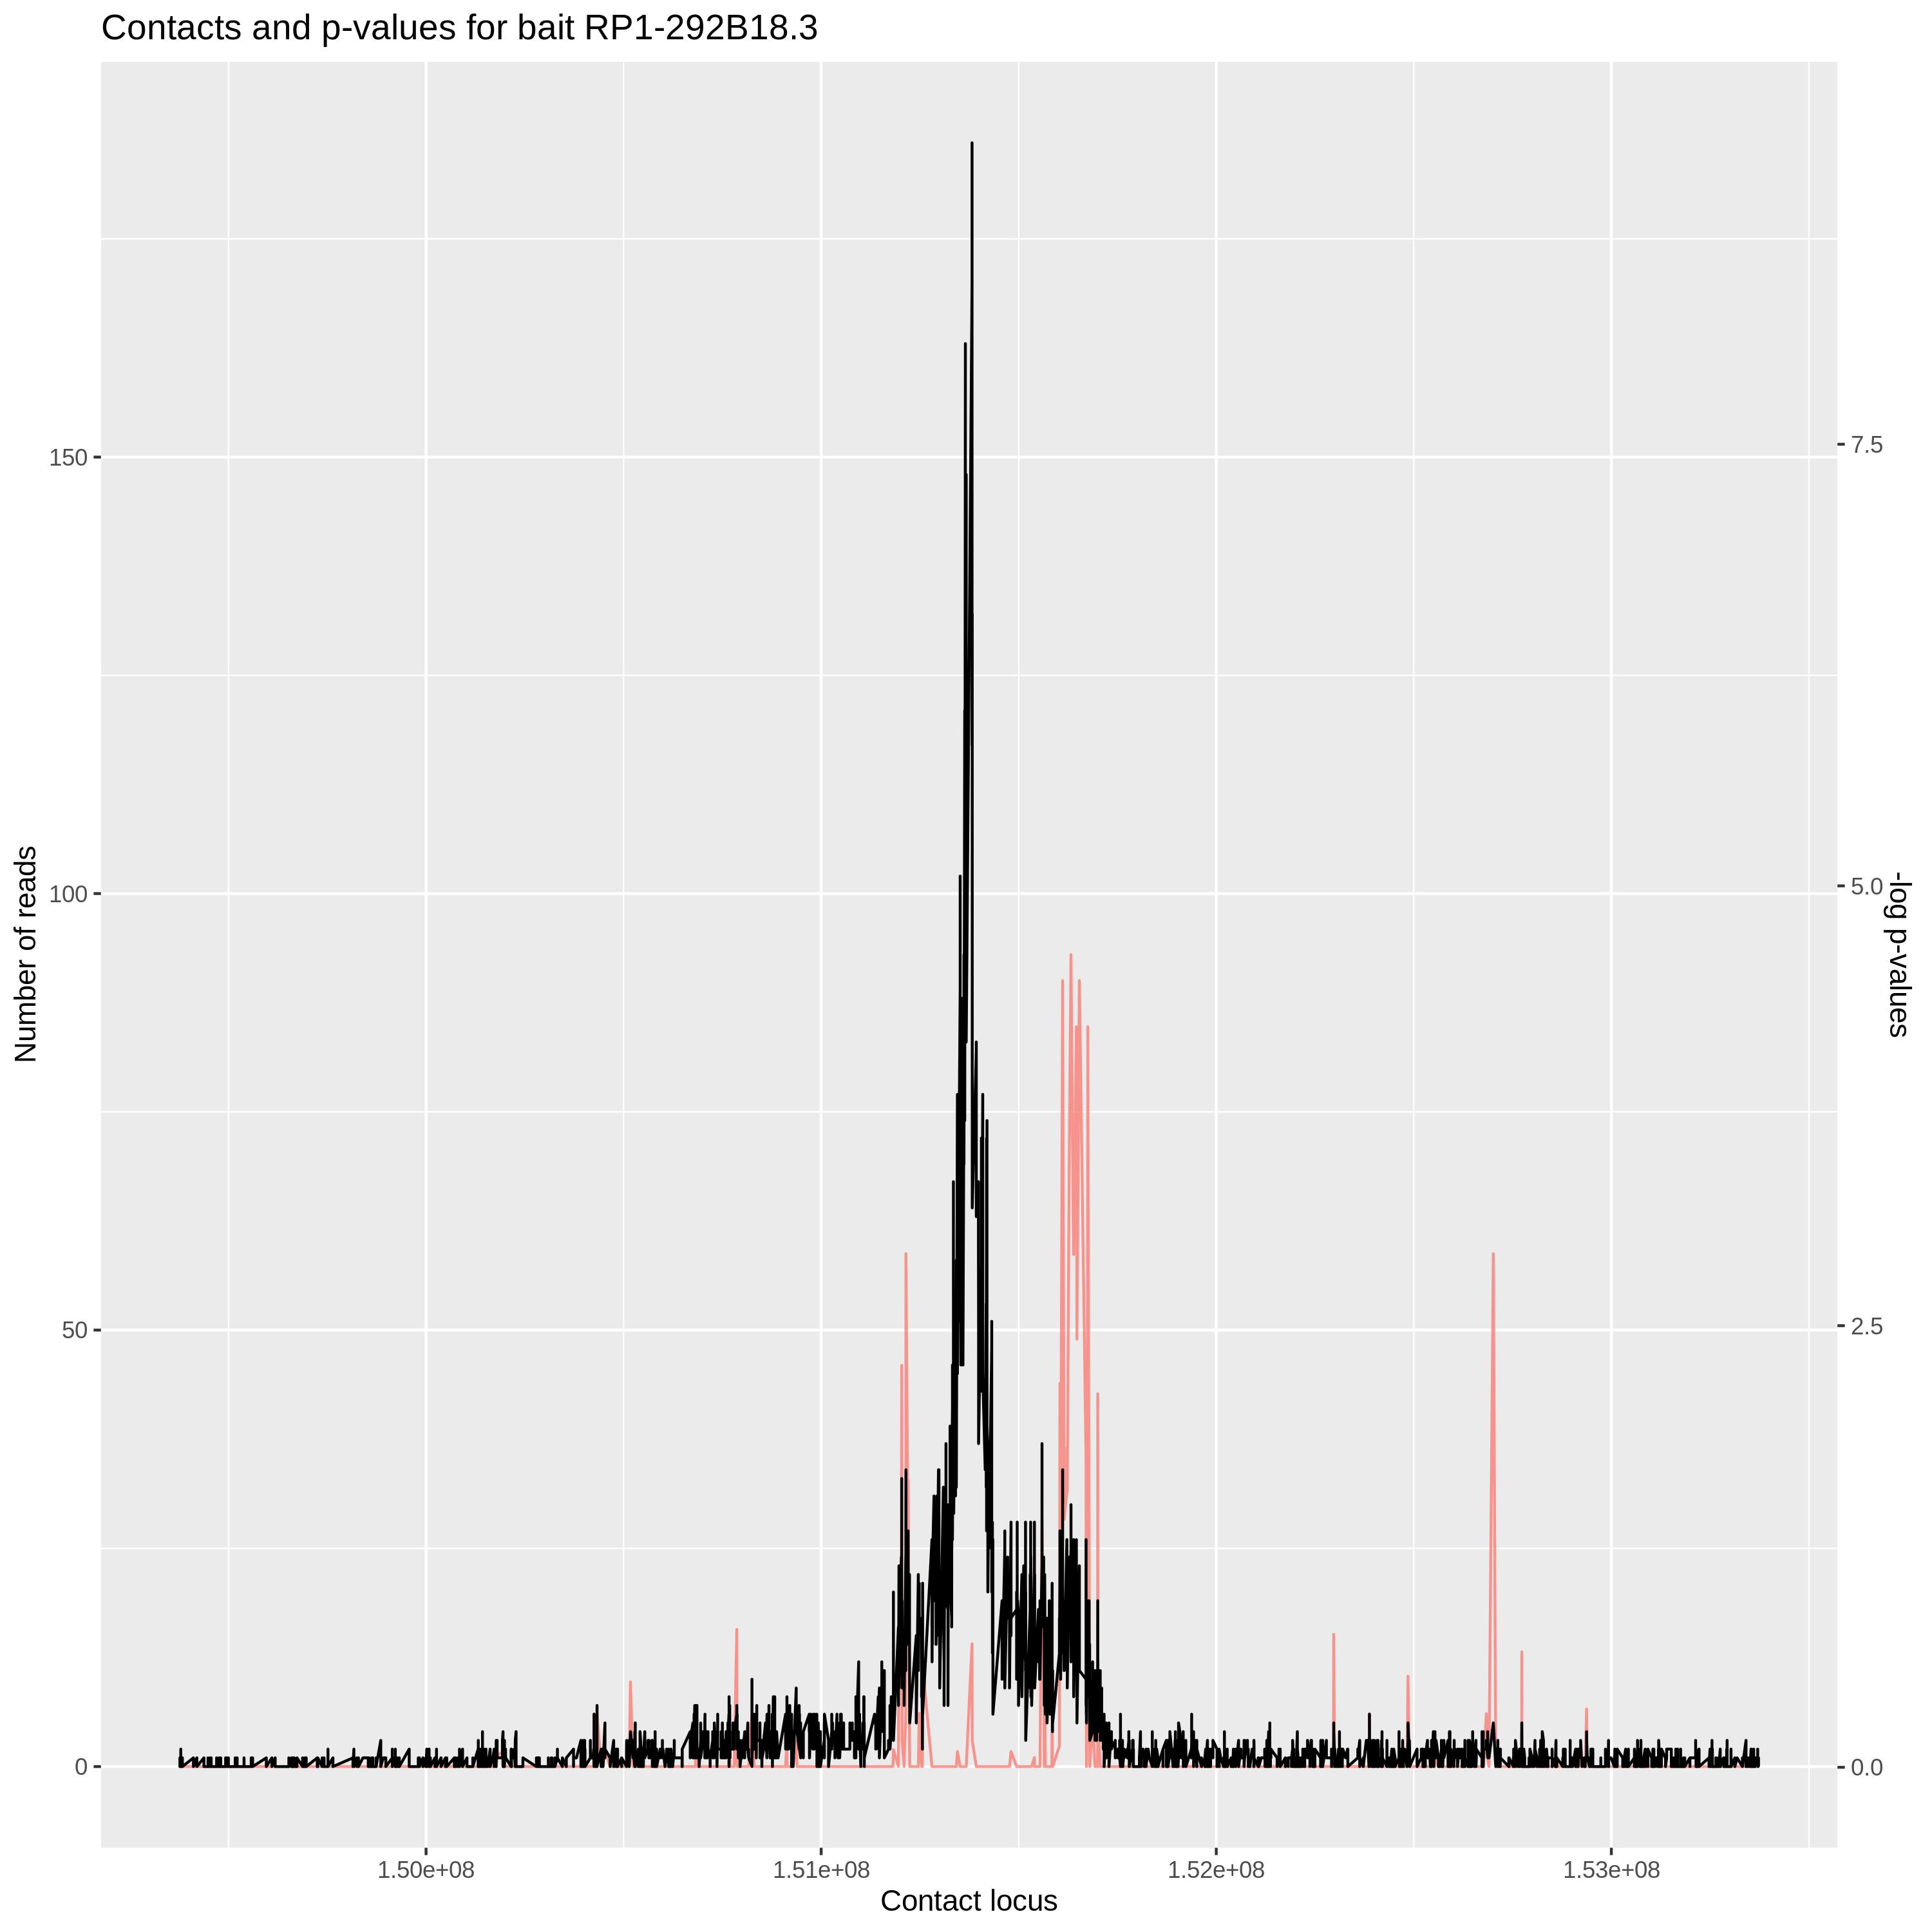 Contacts and p-values for bait RP1-292B18.3
Number of reads
150
100
50
0
7.5
5.0
2.5
0.0
-log p-values
1.50e+08
1.51e+08
1.52e+08
1.53e+08
Contact locus